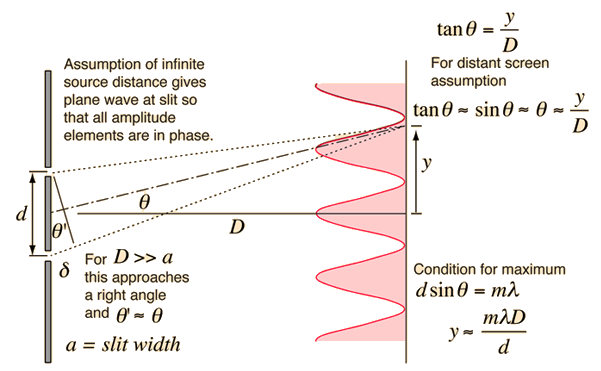 Assumption of infinite
source distance gives
plane wave at slit so
that all amplitude
elements are in phase.
d
θ'
θ
δ
D
y
For D >> a
this approaches
a right angle
and θ' ≈ θ
a = slit width
tan θ = y/D
For distant screen
assumption
tan θ ≈ sin θ ≈ θ ≈ y/D
Condition for maximum
d sin θ = mλ
y ≈ mλD/d